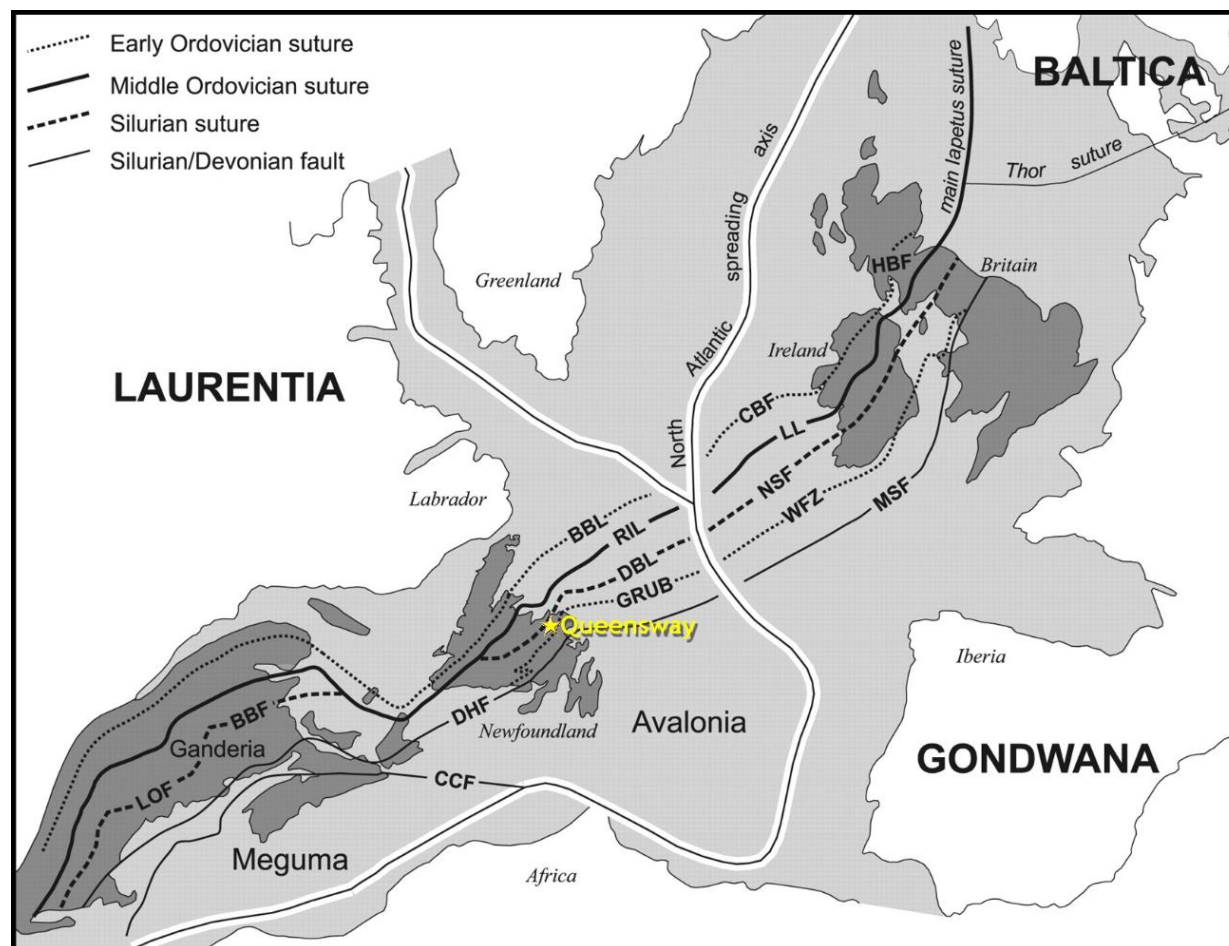 Early Ordovician suture
Middle Ordovician suture
Silurian suture
Silurian/Devonian fault
BALTICA
main Iapetus suture
Thor suture
axis
spreading
Atlantic
North
Greenland
HBF
Britain
Ireland
LAURENTIA
CBF
LL
NSF
WFZ
MSF
Labrador
BBL
RIL
DBL
GRUB
Queensway
Iberia
BBF
DHF
Newfoundland
Avalonia
Ganderia
GONDWANA
LOF
CCF
Meguma
Africa